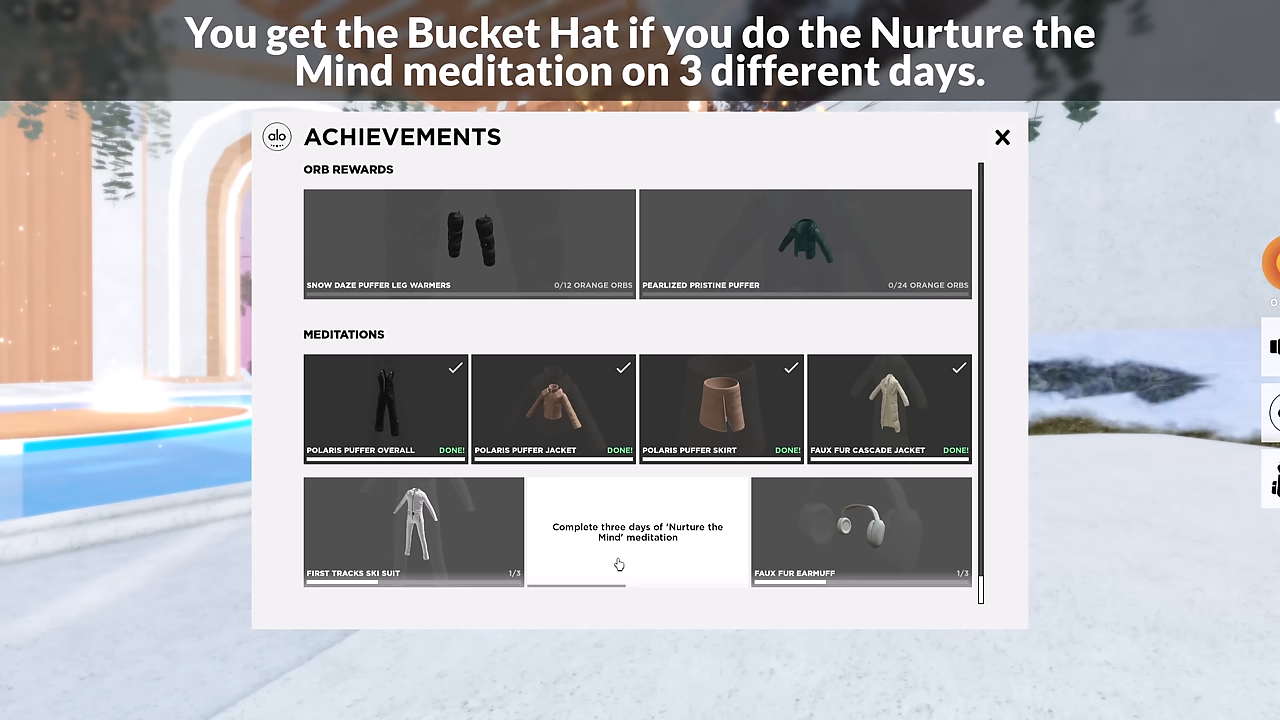 You get the Bucket Hat if you do the Nurture the
Mind meditation on 3 different days.
alo
ACHIEVEMENTS
ORB REWARDS
SNOW DAZE PUFFER LEG WARMERS 0/12 ORANGE ORBS
PEARLIZED PRISTINE PUFFER 0/24 ORANGE ORBS
MEDITATIONS
POLARIS PUFFER OVERALL DONE!
POLARIS PUFFER JACKET DONE!
POLARIS PUFFER SKIRT DONE!
FAUX FUR CASCADE JACKET DONE!
FIRST TRACKS SKI SUIT 1/3
Complete three days of 'Nurture the
Mind' meditation
FAUX FUR EARMUFF 1/3
0